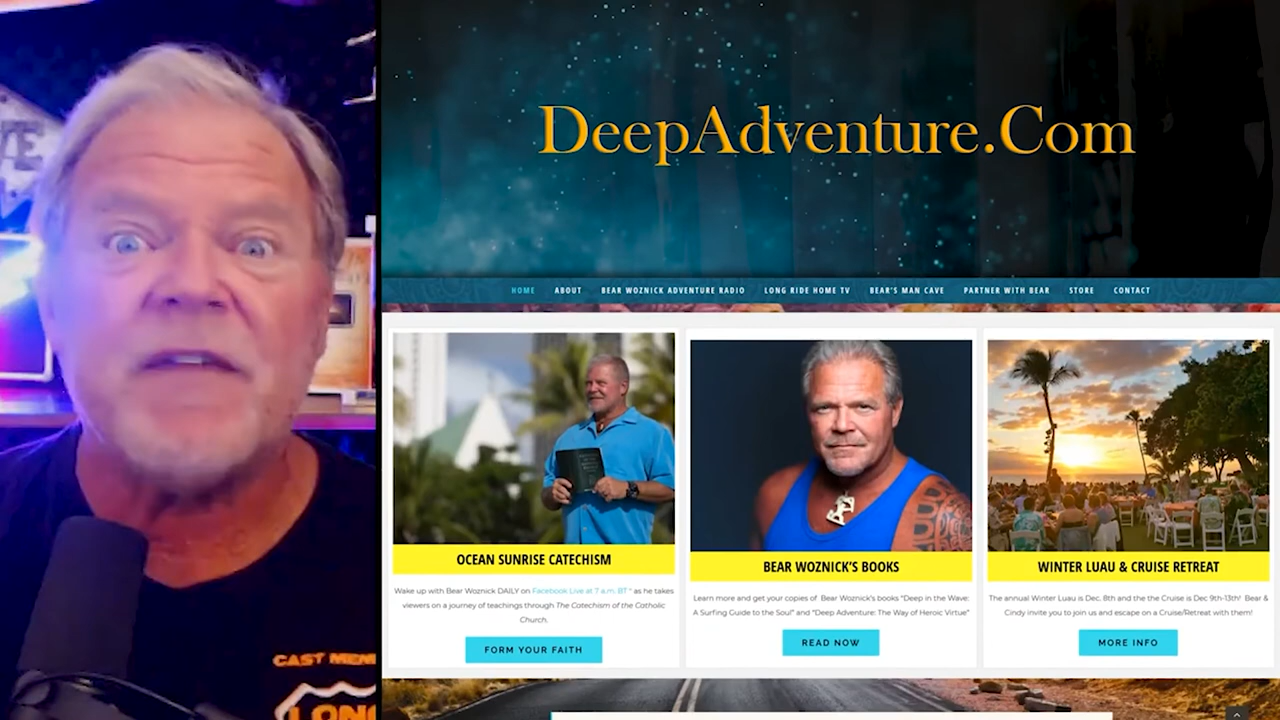 DeepAdventure.Com
HOME ABOUT BEAR WOZNICK ADVENTURE RADIO LONG RIDE HOME TV BEAR'S MAN CAVE PARTNER WITH BEAR STORE CONTACT
OCEAN SUNRISE CATECHISM
Wake up with Bear Woznick DAILY on Facebook Live at 7 a.m. BT * as he takes
viewers on a journey of teachings through The Catechism of the Catholic
Church.
FORM YOUR FAITH
BEAR WOZNICK'S BOOKS
Learn more and get your copies of Bear Woznick's books "Deep in the Wave:
A Surfing Guide to the Soul" and "Deep Adventure: The Way of Heroic Virtue"
READ NOW
WINTER LUAU & CRUISE RETREAT
The annual Winter Luau is Dec. 8th and the the Cruise is Dec 9th-13th! Bear &
Cindy invite you to join us and escape on a Cruise/Retreat with them!
MORE INFO
CAST MEM
LONG